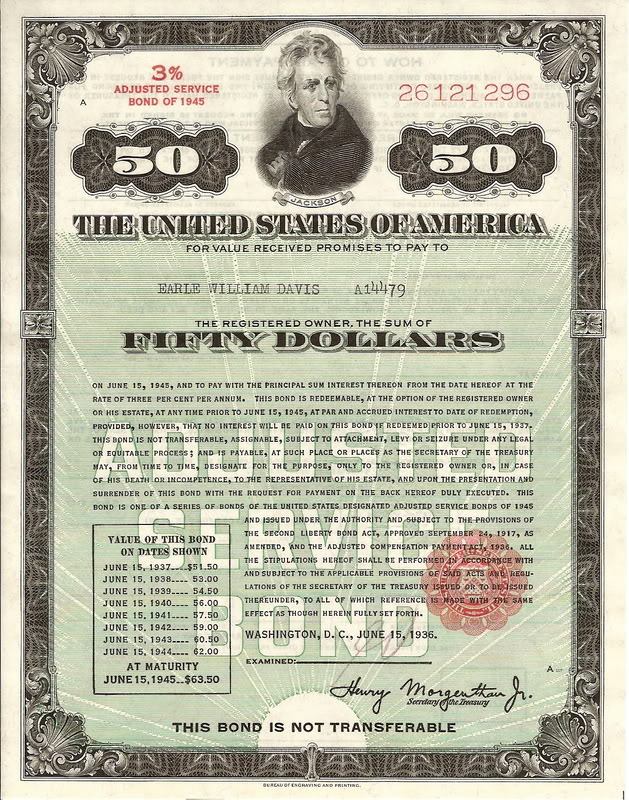 3%
ADJUSTED SERVICE
BOND OF 1945
A
26 121 296
50
50
JACKSON
THE UNITED STATES OF AMERICA
FOR VALUE RECEIVED PROMISES TO PAY TO
EARLE WILLIAM DAVIS A14479
THE REGISTERED OWNER, THE SUM OF
FIFTY DOLLARS
ON JUNE 15, 1945, AND TO PAY WITH THE PRINCIPAL SUM INTEREST THEREON FROM THE DATE HEREOF AT THE
RATE OF THREE PER CENT PER ANNUM. THIS BOND IS REDEEMABLE, AT THE OPTION OF THE REGISTERED OWNER
OR HIS ESTATE, AT ANY TIME PRIOR TO JUNE 15, 1945, AT PAR AND ACCRUED INTEREST TO DATE OF REDEMPTION,
PROVIDED, HOWEVER, THAT NO INTEREST WILL BE PAID ON THIS BOND IF REDEEMED PRIOR TO JUNE 15, 1937.
THIS BOND IS NOT TRANSFERABLE, ASSIGNABLE, SUBJECT TO ATTACHMENT, LEVY OR SEIZURE UNDER ANY LEGAL
OR EQUITABLE PROCESS; AND IS PAYABLE, AT SUCH PLACE OR PLACES AS THE SECRETARY OF THE TREASURY
MAY, FROM TIME TO TIME, DESIGNATE FOR THE PURPOSE, ONLY TO THE REGISTERED OWNER OR, IN CASE
OF HIS DEATH OR INCOMPETENCE, TO THE REPRESENTATIVE OF HIS ESTATE, AND UPON THE PRESENTATION AND
SURRENDER OF THIS BOND WITH THE REQUEST FOR PAYMENT ON THE BACK HEREOF DULY EXECUTED. THIS
BOND IS ONE OF A SERIES OF BONDS OF THE UNITED STATES DESIGNATED ADJUSTED SERVICE BONDS OF 1945
AND ISSUED UNDER THE AUTHORITY AND SUBJECT TO THE PROVISIONS OF
SECOND LIBERTY BOND ACT, APPROVED SEPTEMBER 24, 1917, AS
AMENDED, AND THE ADJUSTED COMPENSATION PAYMENT ACT, 1936. ALL
THE STIPULATIONS HEREOF SHALL BE PERFORMED IN ACCORDANCE WITH
AND SUBJECT TO THE APPLICABLE PROVISIONS OF SAID ACTS AND REGU-
LATIONS OF THE SECRETARY OF THE TREASURY ISSUED OR TO BE ISSUED
THEREUNDER, TO ALL OF WHICH REFERENCE IS MADE WITH THE SAME
EFFECT AS THOUGH HEREIN FULLY SET FORTH.
WASHINGTON, D. C., JUNE 15, 1936.
EXAMINED:
VALUE OF THIS BOND
ON DATES SHOWN
JUNE 15, 1937---- $51.50
JUNE 15, 1938---- 53.00
JUNE 15, 1939---- 54.50
JUNE 15, 1940---- 56.00
JUNE 15, 1941---- 57.50
JUNE 15, 1942---- 59.00
JUNE 15, 1943---- 60.50
JUNE 15, 1944---- 62.00
AT MATURITY
JUNE 15, 1945-- $63.50
ADJUSTED
SERVICE
BOND
A
Henry Morgenthau Jr.
Secretary of the Treasury
THIS BOND IS NOT TRANSFERABLE
BUREAU OF ENGRAVING AND PRINTING.